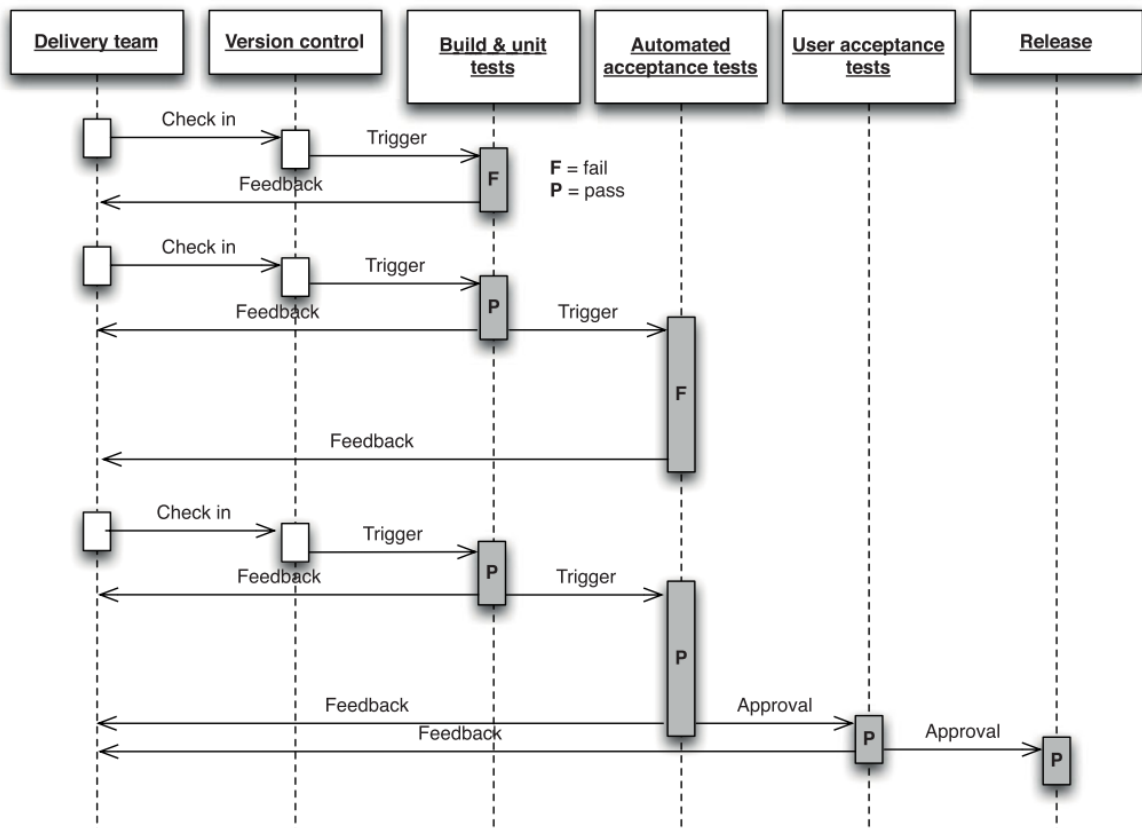 Delivery team
Version control
Build & unit
tests
Automated
acceptance tests
User acceptance
tests
Release
Check in
Trigger
F
F = fail
P = pass
Feedback
Check in
Trigger
P
Feedback
Trigger
F
Feedback
Check in
Trigger
P
Feedback
Trigger
P
Feedback
Approval
Feedback
P
Approval
P